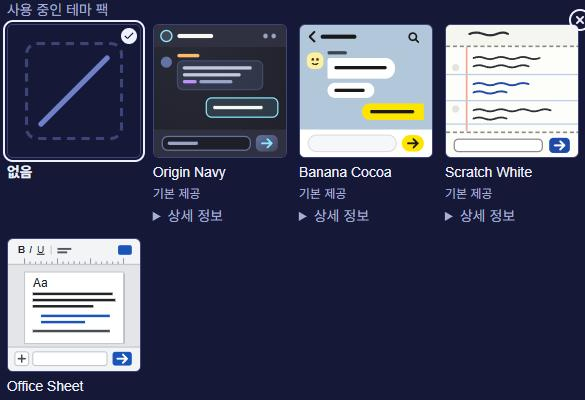 사용 중인 테마 팩
없음
Origin Navy
기본 제공
▶ 상세 정보
Banana Cocoa
기본 제공
▶ 상세 정보
Scratch White
기본 제공
▶ 상세 정보
B I U
Aa
Office Sheet